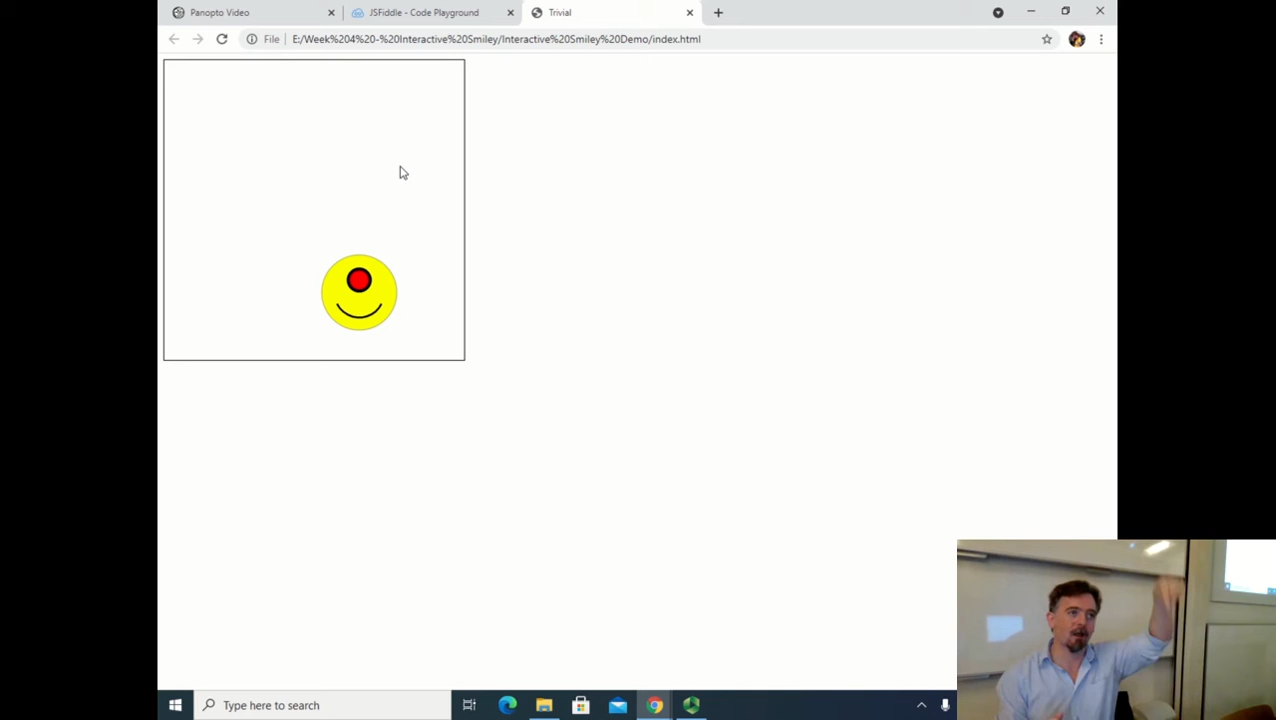 Panopto Video
JSFiddle - Code Playground
Trivial
File
E:/Week%204%20-%20Interactive%20Smiley/Interactive%20Smiley%20Demo/index.html
Type here to search